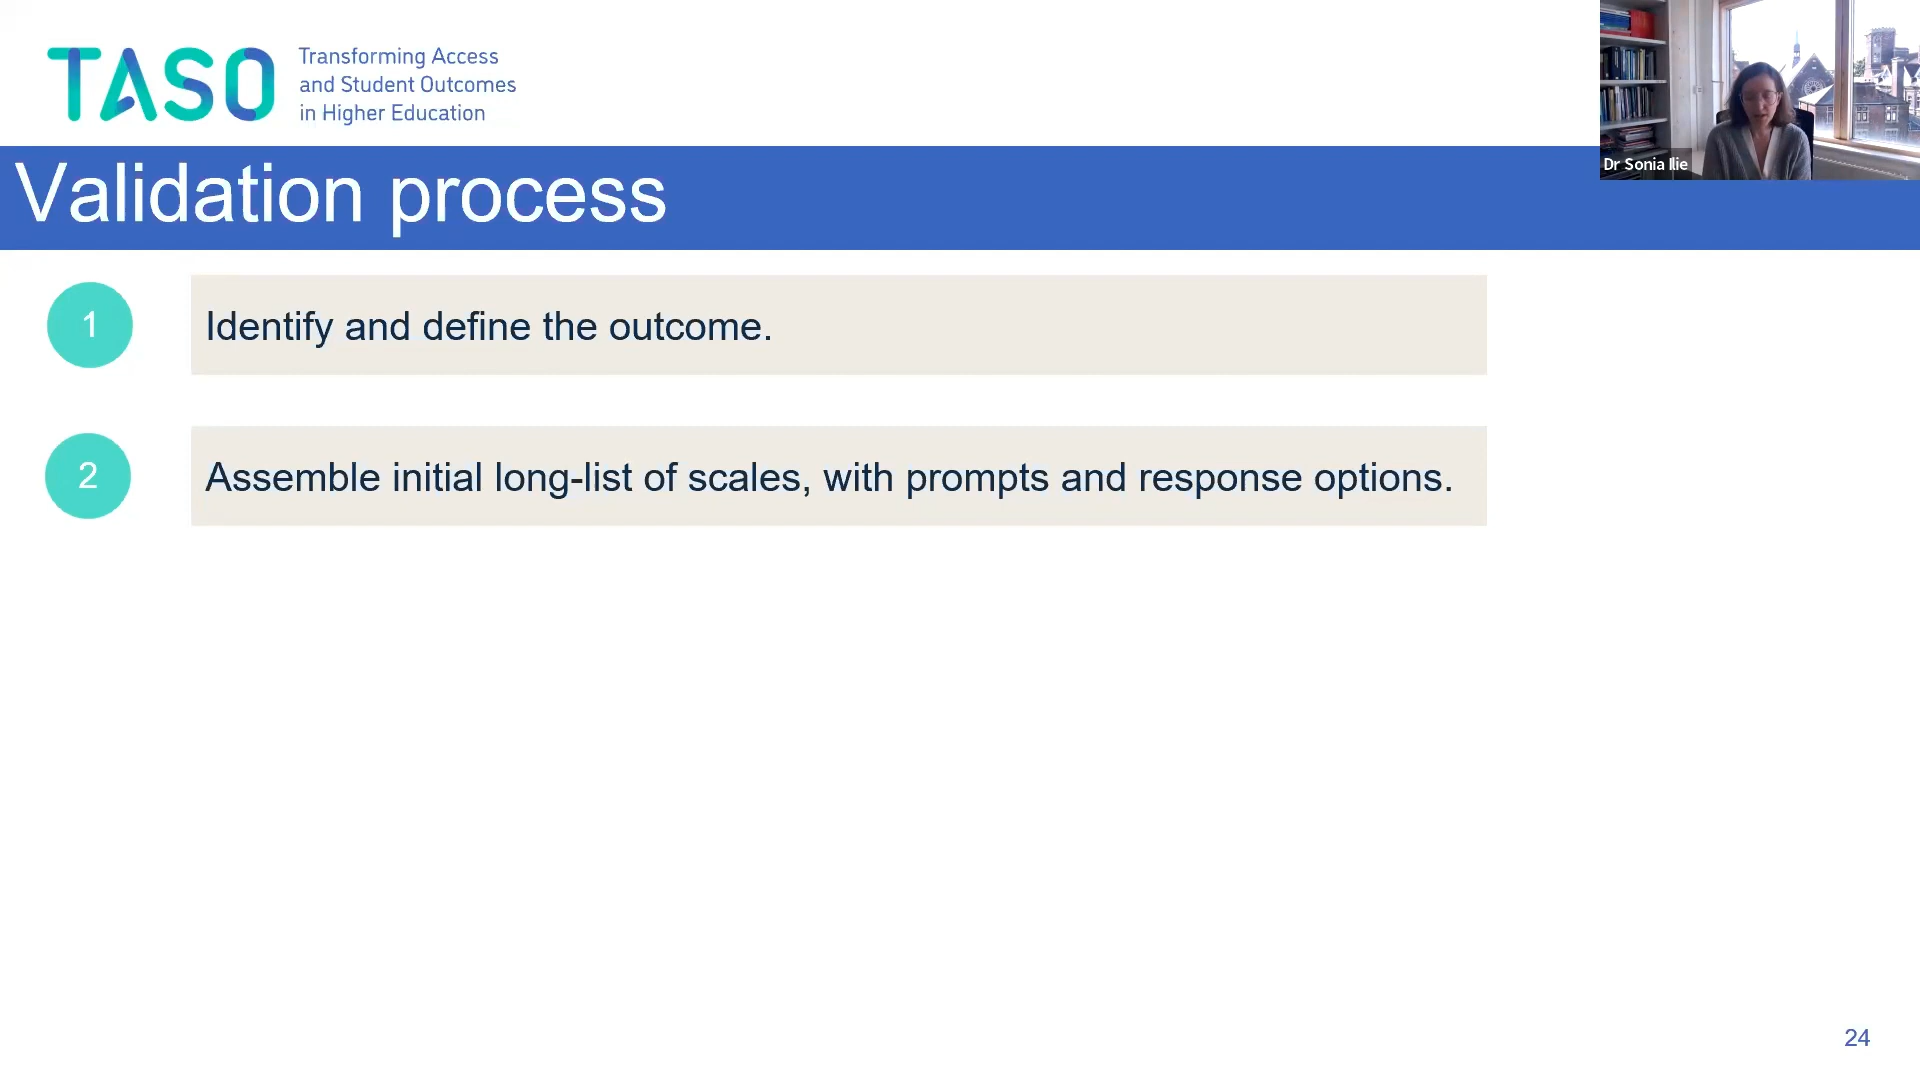 TASO
Transforming Access
and Student Outcomes
in Higher Education
Dr Sonia Ilie
Validation process
1
Identify and define the outcome.
2
Assemble initial long-list of scales, with prompts and response options.
24